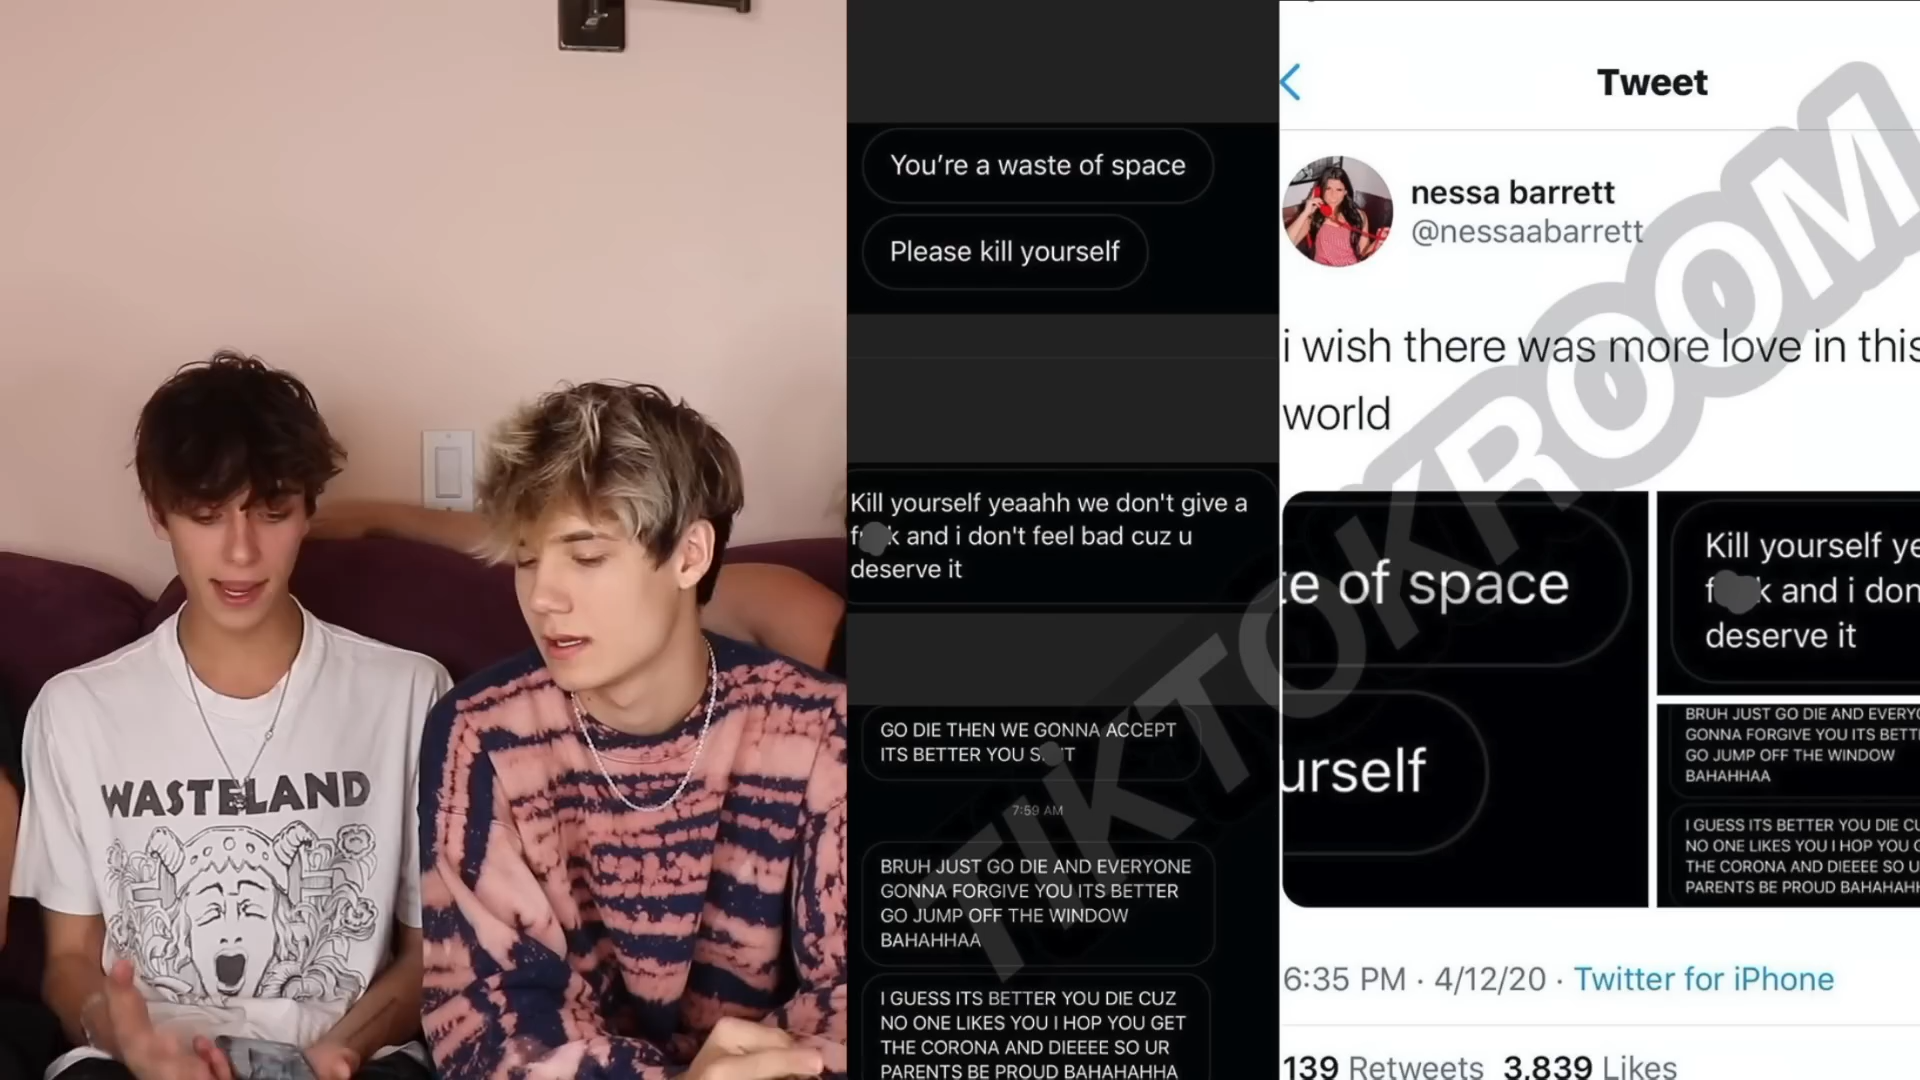 WASTELAND
You're a waste of space
Please kill yourself
Kill yourself yeaahh we don't give a
f k and i don't feel bad cuz u
deserve it
GO DIE THEN WE GONNA ACCEPT
ITS BETTER YOU S T
7:59 AM
BRUH JUST GO DIE AND EVERYONE
GONNA FORGIVE YOU ITS BETTER
GO JUMP OFF THE WINDOW
BAHAHHAA
I GUESS ITS BETTER YOU DIE CUZ
NO ONE LIKES YOU I HOP YOU GET
THE CORONA AND DIEEEE SO UR
PARENTS BE PROUD BAHAHAHHA
TIKTOKROOM
Tweet
nessa barrett
@nessaabarrett
i wish there was more love in this
world
te of space
urself
Kill yourself ye
f k and i don
deserve it
BRUH JUST GO DIE AND EVERYO
GONNA FORGIVE YOU ITS BETT
GO JUMP OFF THE WINDOW
BAHAHHAA
I GUESS ITS BETTER YOU DIE CU
NO ONE LIKES YOU I HOP YOU G
THE CORONA AND DIEEEE SO U
PARENTS BE PROUD BAHAHAHH
6:35 PM · 4/12/20 · Twitter for iPhone
139 Retweets 3,839 Likes